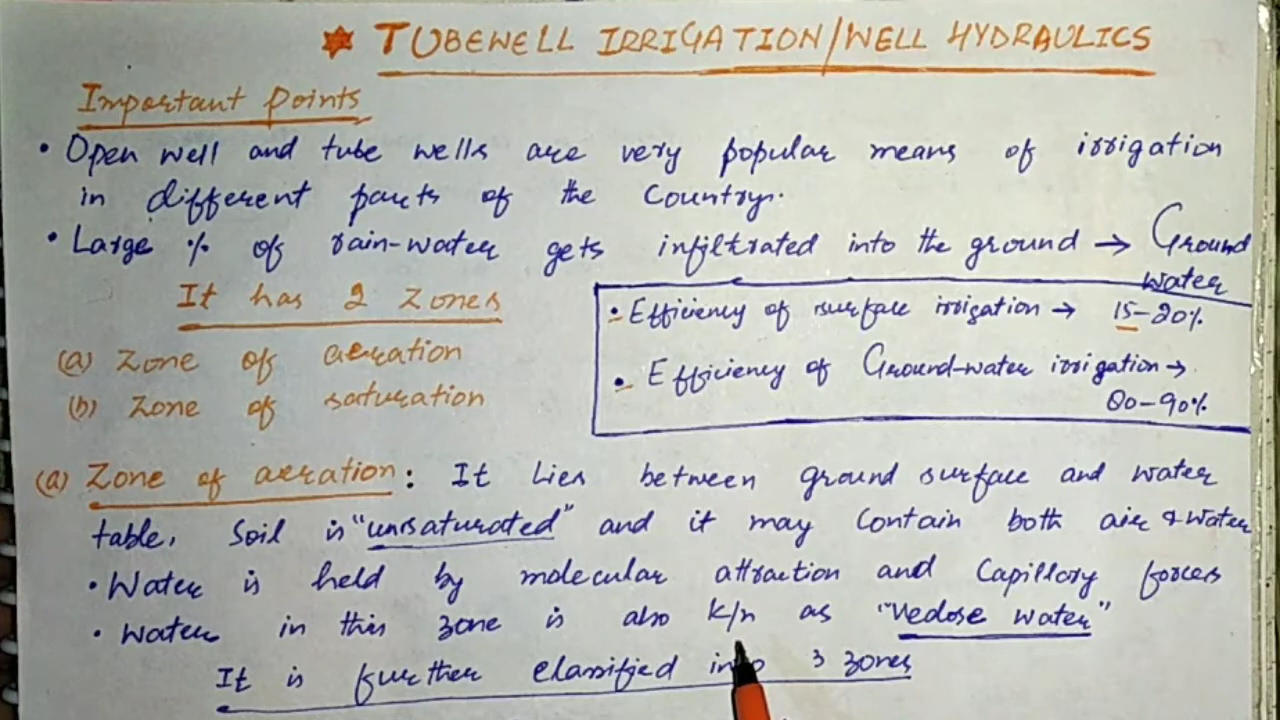 TUBEWELL IRRIGATION/WELL HYDRAULICS
Important Points
• Open well and tube wells are very popular means of irrigation
in different parts of the Country.
• Large % of rain-water gets infiltrated into the ground → Ground
water
It has 2 Zones
(a) Zone of aeration
(b) Zone of saturation
• Efficiency of surface irrigation → 15-20%
• Efficiency of Ground-water irrigation →
80-90%
(a) Zone of aeration : It Lies between ground surface and water
table, Soil is "unsaturated" and it may Contain both air & water
• Water is held by molecular attraction and Capillary forces
• Water in this zone is also k/n as "Vedose water"
It is further classified into 3 zones